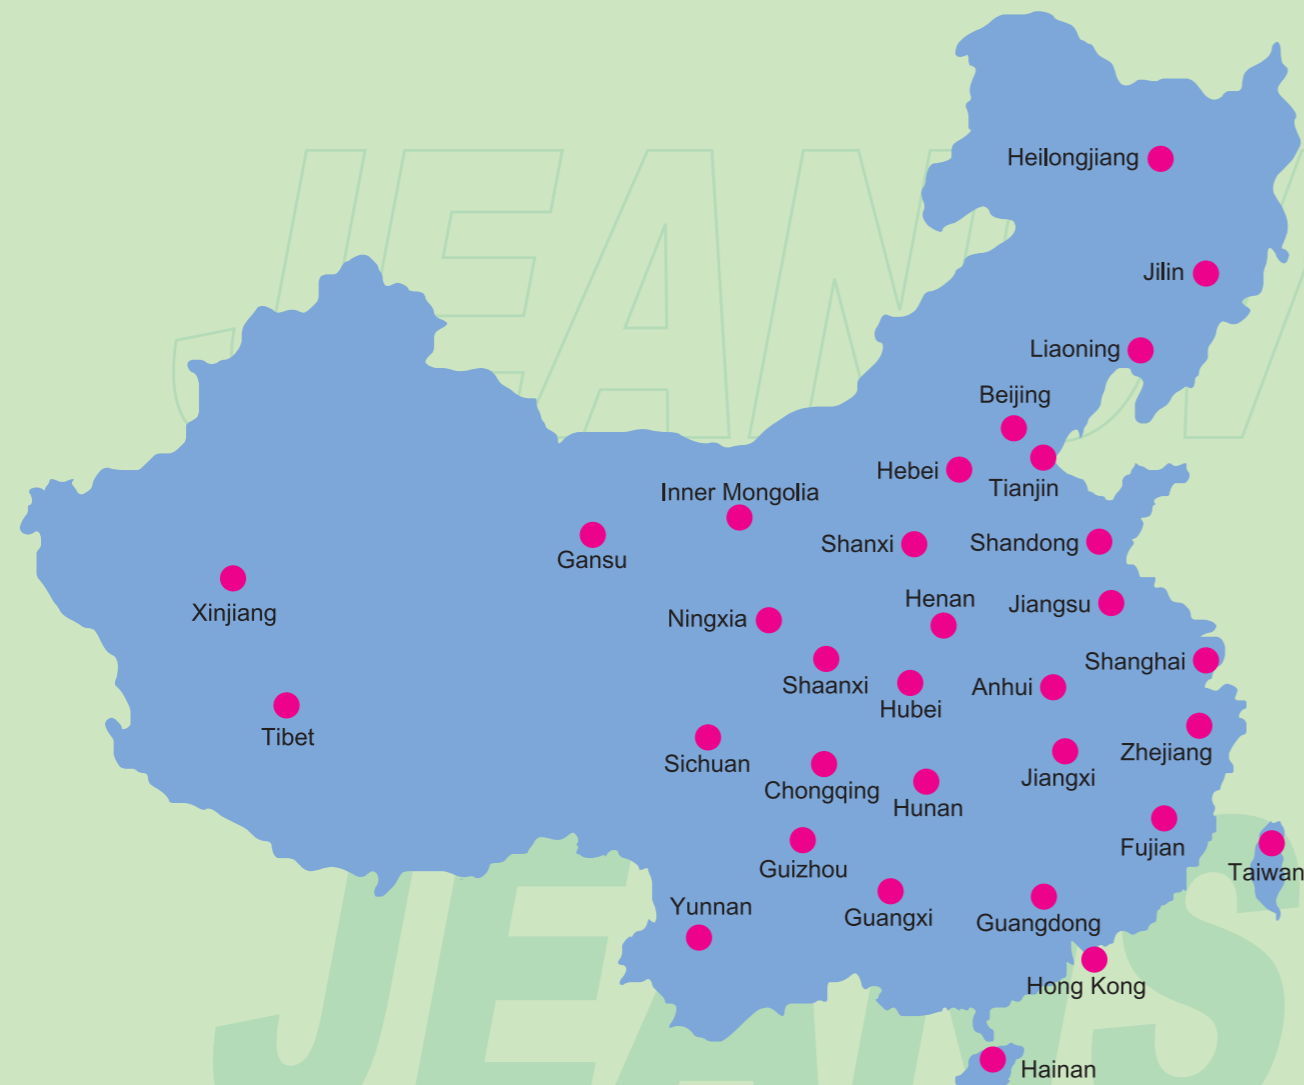 JEANS
Heilongjiang
Jilin
Liaoning
Beijing
Hebei
Tianjin
Inner Mongolia
Gansu
Shanxi
Shandong
Xinjiang
Ningxia
Henan
Jiangsu
Shaanxi
Hubei
Anhui
Shanghai
Tibet
Sichuan
Chongqing
Hunan
Jiangxi
Zhejiang
Guizhou
Fujian
Taiwan
Yunnan
Guangxi
Guangdong
Hong Kong
Hainan
JEANS